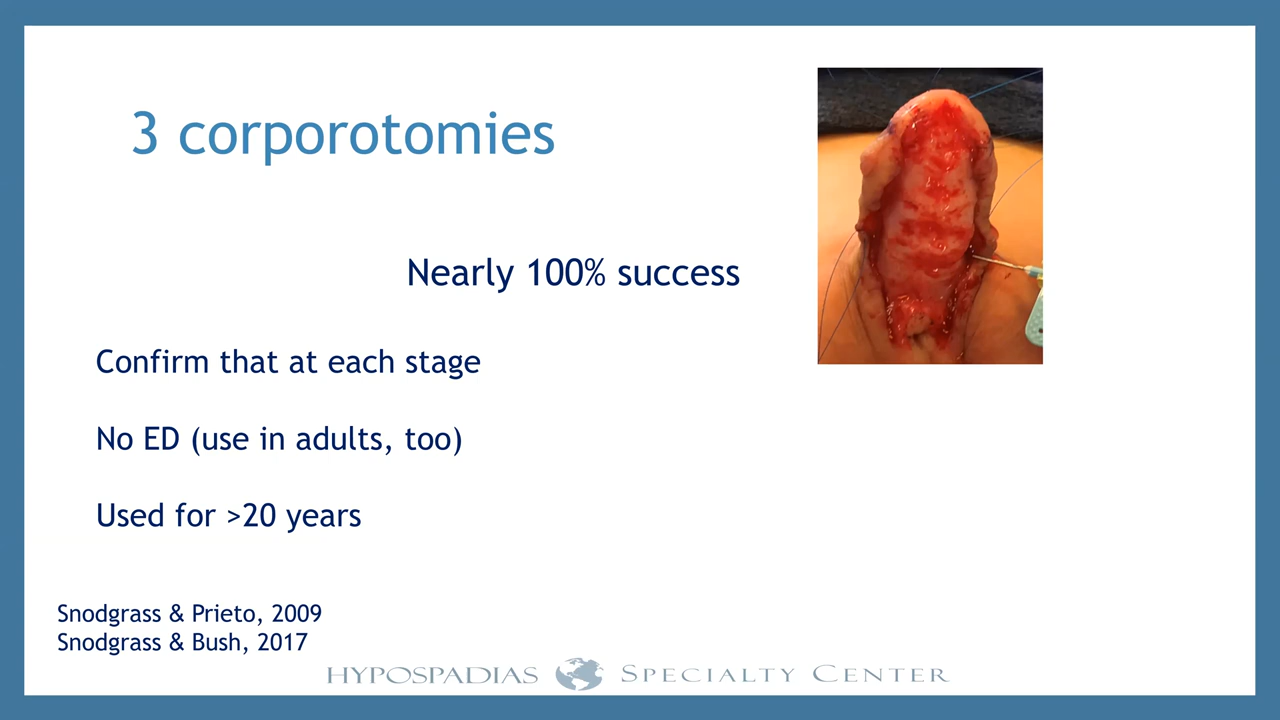 3 corporotomies
Nearly 100% success
Confirm that at each stage
No ED (use in adults, too)
Used for >20 years
Snodgrass & Prieto, 2009
Snodgrass & Bush, 2017
HYPOSPADIAS SPECIALTY CENTER